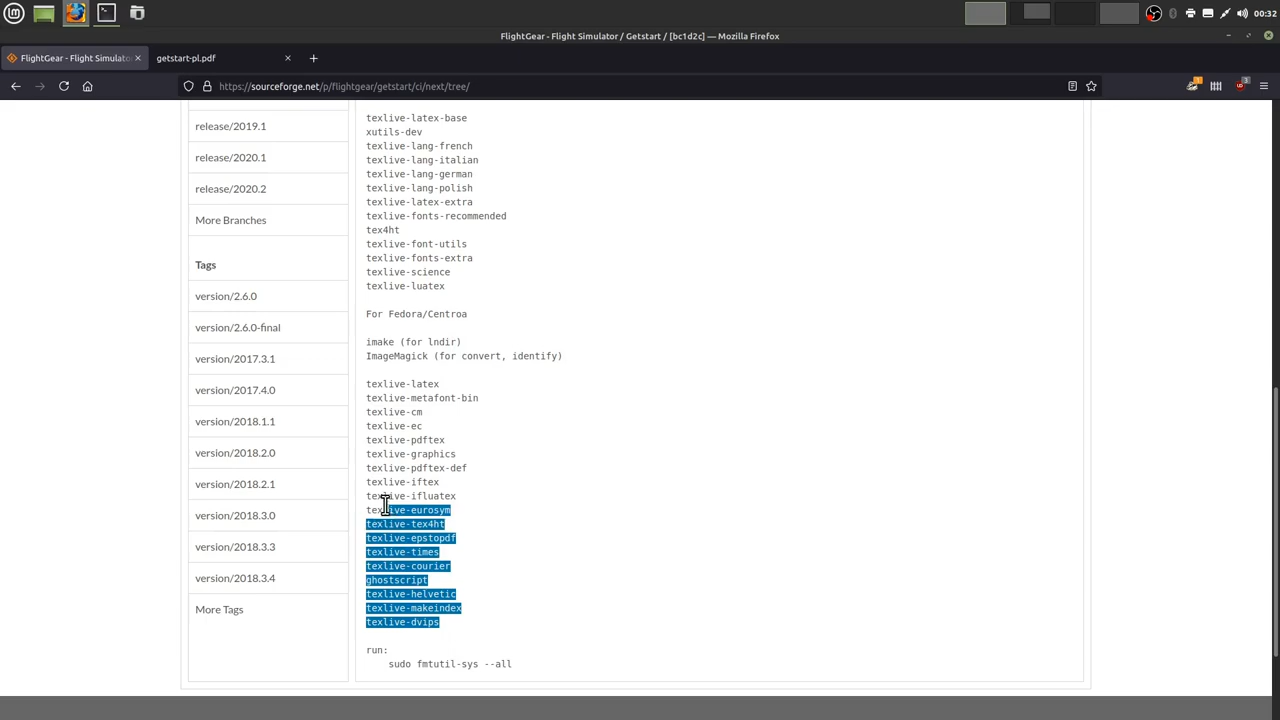 00:32
FlightGear - Flight Simulator / Getstart / [bc1d2c] — Mozilla Firefox
FlightGear - Flight Simulato
getstart-pl.pdf
https://sourceforge.net/p/flightgear/getstart/ci/next/tree/
1
3
release/2019.1
release/2020.1
release/2020.2
More Branches
Tags
version/2.6.0
version/2.6.0-final
version/2017.3.1
version/2017.4.0
version/2018.1.1
version/2018.2.0
version/2018.2.1
version/2018.3.0
version/2018.3.3
version/2018.3.4
More Tags
texlive-latex-base
xutils-dev
texlive-lang-french
texlive-lang-italian
texlive-lang-german
texlive-lang-polish
texlive-latex-extra
texlive-fonts-recommended
tex4ht
texlive-font-utils
texlive-fonts-extra
texlive-science
texlive-luatex
For Fedora/Centroa
imake (for lndir)
ImageMagick (for convert, identify)
texlive-latex
texlive-metafont-bin
texlive-cm
texlive-ec
texlive-pdftex
texlive-graphics
texlive-pdftex-def
texlive-iftex
texlive-ifluatex
texlive-eurosym
texlive-tex4ht
texlive-epstopdf
texlive-times
texlive-courier
ghostscript
texlive-helvetic
texlive-makeindex
texlive-dvips
run:
sudo fmtutil-sys --all